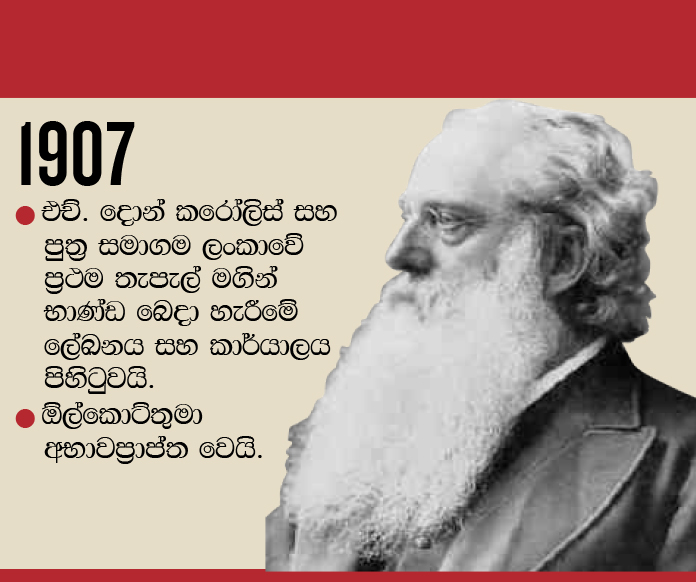 1907
එච්. දොන් කරෝලිස් සහ
පුත්‍ර සමාගම ලංකාවේ
ප්‍රථම තැපැල් මගින්
භාණ්ඩ බෙදා හැරීමේ
ලේඛනය සහ කාර්යාලය
පිහිටුවයි.
ඕල්කොට්තුමා
අභාවප්‍රාප්ත වෙයි.